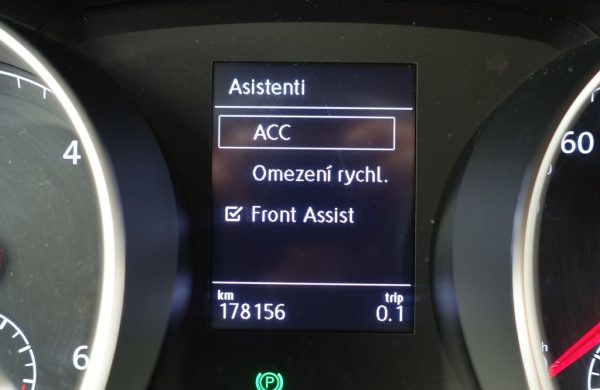 Asistenti
ACC
Omezení rychl.
Front Assist
km trip
178156 0.1
4
6
60
h
P